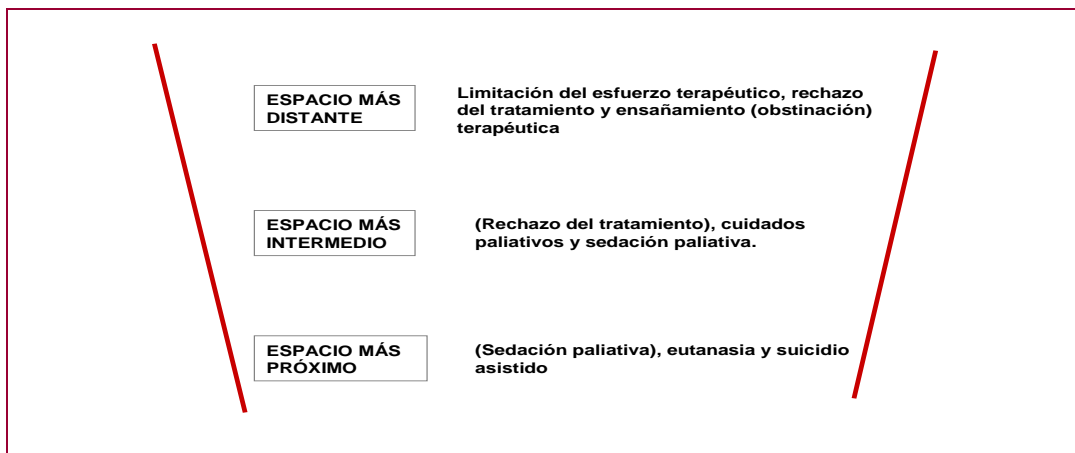 ESPACIO MÁS
DISTANTE
Limitación del esfuerzo terapéutico, rechazo
del tratamiento y ensañamiento (obstinación)
terapéutica
ESPACIO MÁS
INTERMEDIO
(Rechazo del tratamiento), cuidados
paliativos y sedación paliativa.
ESPACIO MÁS
PRÓXIMO
(Sedación paliativa), eutanasia y suicidio
asistido